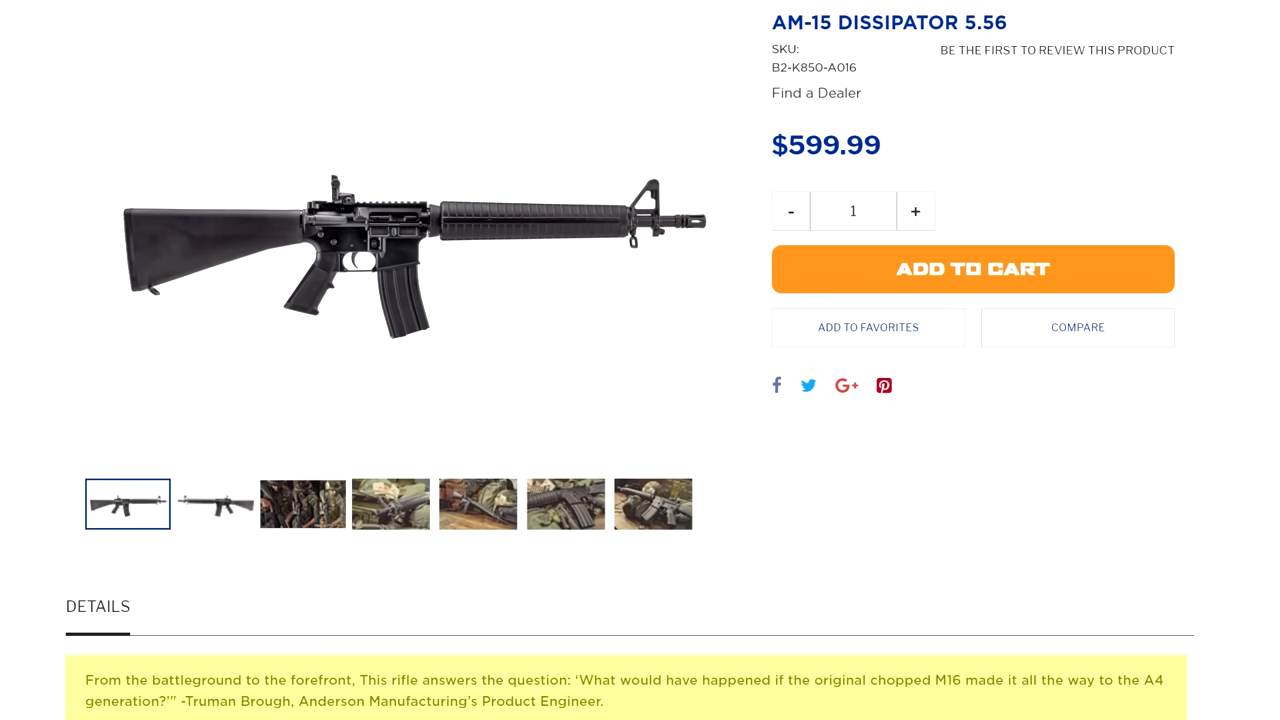 AM-15 DISSIPATOR 5.56
SKU:
BE THE FIRST TO REVIEW THIS PRODUCT
B2-K850-A016
Find a Dealer
$599.99
- 1 +
ADD TO CART
ADD TO FAVORITES COMPARE
DETAILS
From the battleground to the forefront, This rifle answers the question: ‘What would have happened if the original chopped M16 made it all the way to the A4
generation?’" -Truman Brough, Anderson Manufacturing’s Product Engineer.